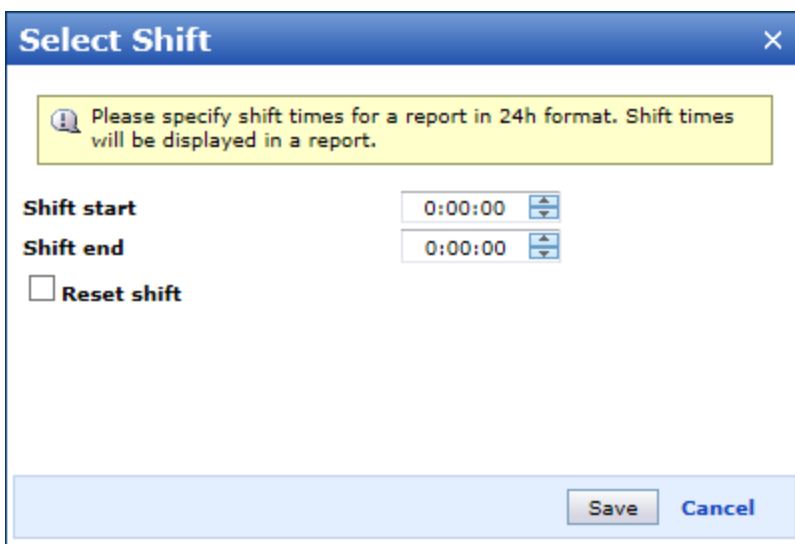 Select Shift
Please specify shift times for a report in 24h format. Shift times
will be displayed in a report.
Shift start 0:00:00
Shift end 0:00:00
Reset shift
Save Cancel